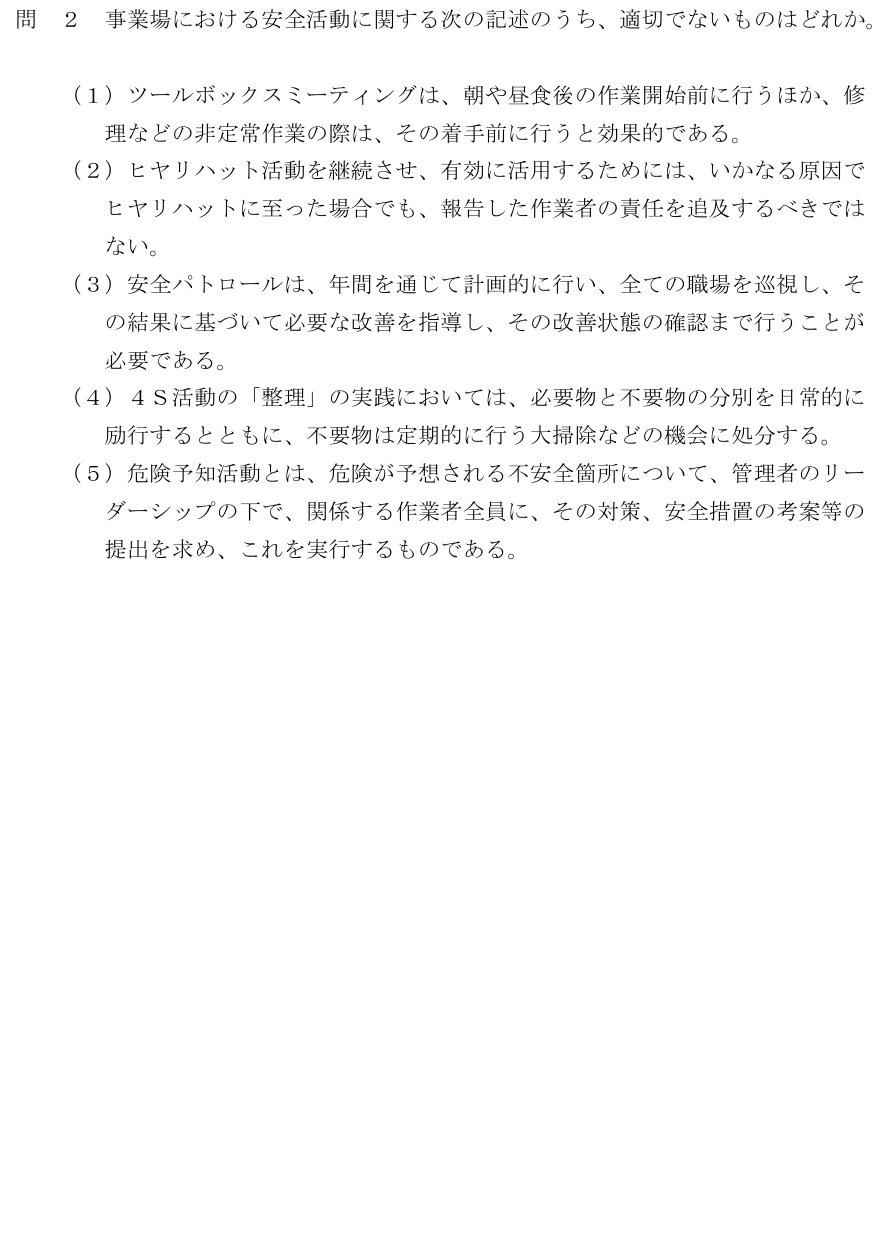 問　２　事業場における安全活動に関する次の記述のうち、適切でないものはどれか。
（１）ツールボックスミーティングは、朝や昼食後の作業開始前に行うほか、修
理などの非定常作業の際は、その着手前に行うと効果的である。
（２）ヒヤリハット活動を継続させ、有効に活用するためには、いかなる原因で
ヒヤリハットに至った場合でも、報告した作業者の責任を追及するべきでは
ない。
（３）安全パトロールは、年間を通じて計画的に行い、全ての職場を巡視し、そ
の結果に基づいて必要な改善を指導し、その改善状態の確認まで行うことが
必要である。
（４）４Ｓ活動の「整理」の実践においては、必要物と不要物の分別を日常的に
励行するとともに、不要物は定期的に行う大掃除などの機会に処分する。
（５）危険予知活動とは、危険が予想される不安全箇所について、管理者のリー
ダーシップの下で、関係する作業者全員に、その対策、安全措置の考案等の
提出を求め、これを実行するものである。